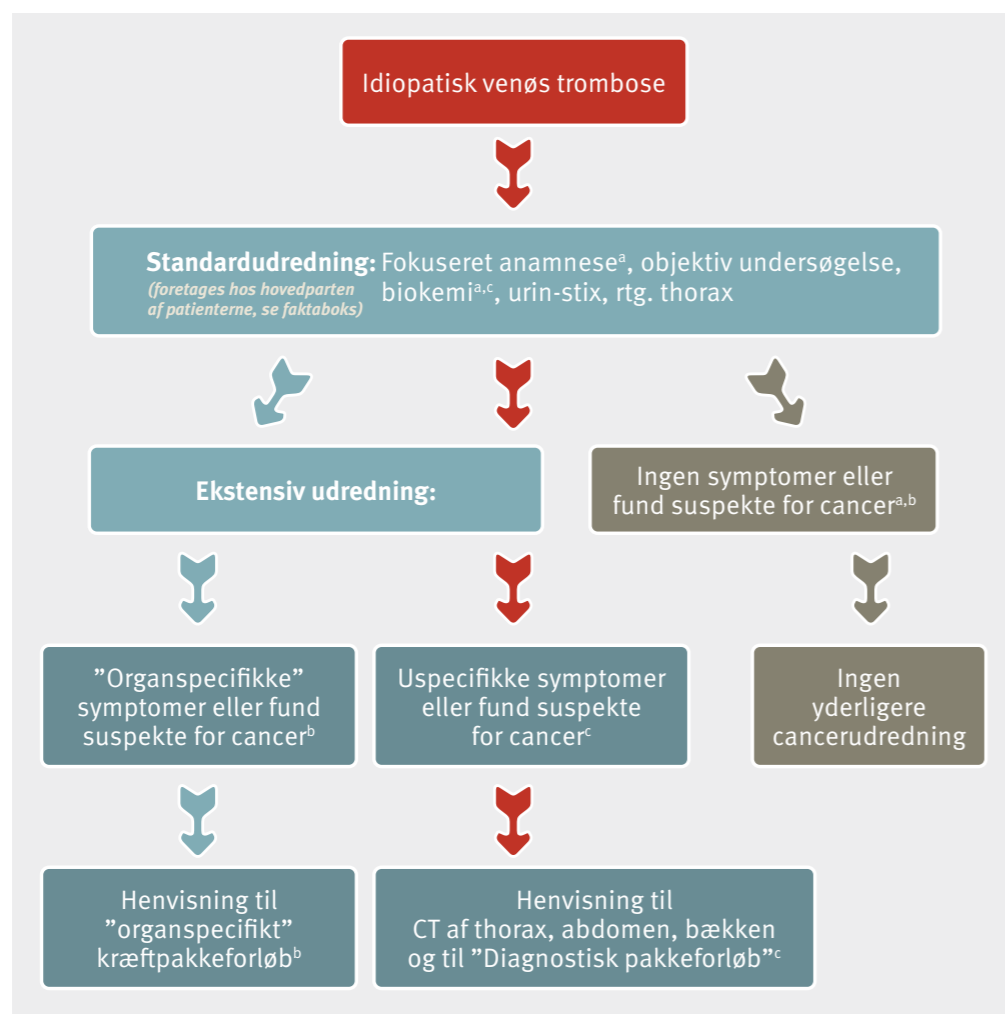 Idiopatisk venøs trombose
Standardudredning: Fokuseret anamneseᵃ, objektiv undersøgelse,
(foretages hos hovedparten
af patienterne, se faktaboks)
biokemiᵃ,ᶜ, urin-stix, rtg. thorax
Ekstensiv udredning:
Ingen symptomer eller
fund suspekte for cancerᵃ,ᵇ
”Organspecifikke”
symptomer eller fund
suspekte for cancerᵇ
Uspecifikke symptomer
eller fund suspekte
for cancerᶜ
Ingen
yderligere
cancerudredning
Henvisning til
”organspecifikt”
kræftpakkeforløbᵇ
Henvisning til
CT af thorax, abdomen, bækken
og til ”Diagnostisk pakkeforløb”ᶜ